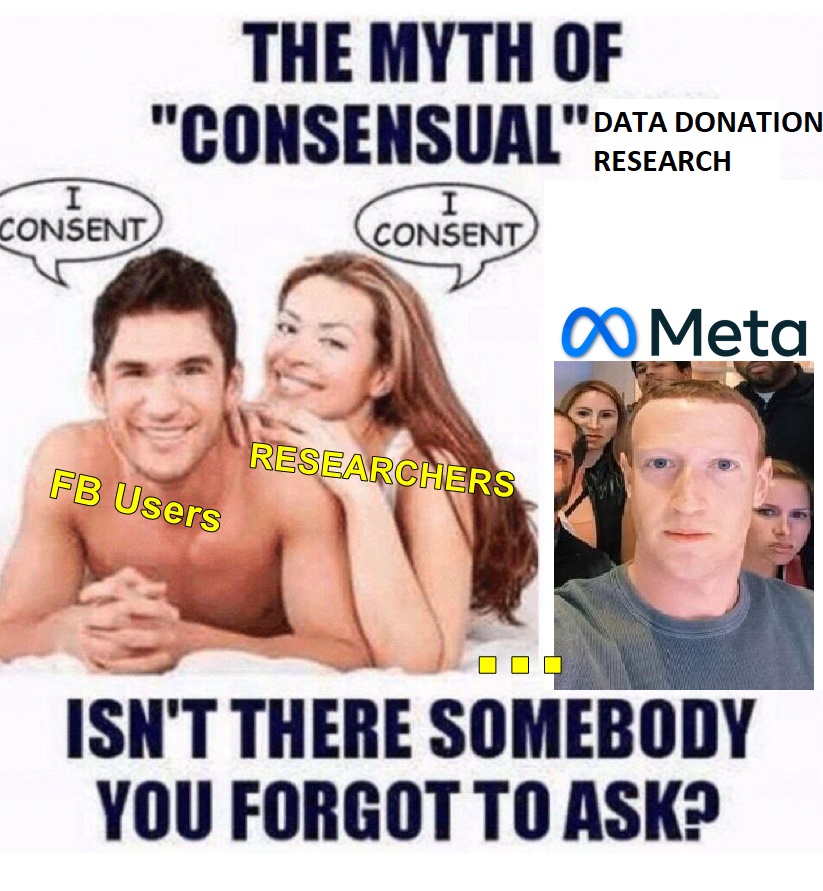 THE MYTH OF
"CONSENSUAL" DATA DONATION
RESEARCH
I
CONSENT
I
CONSENT
Meta
FB Users
RESEARCHERS
...
ISN'T THERE SOMEBODY
YOU FORGOT TO ASK?